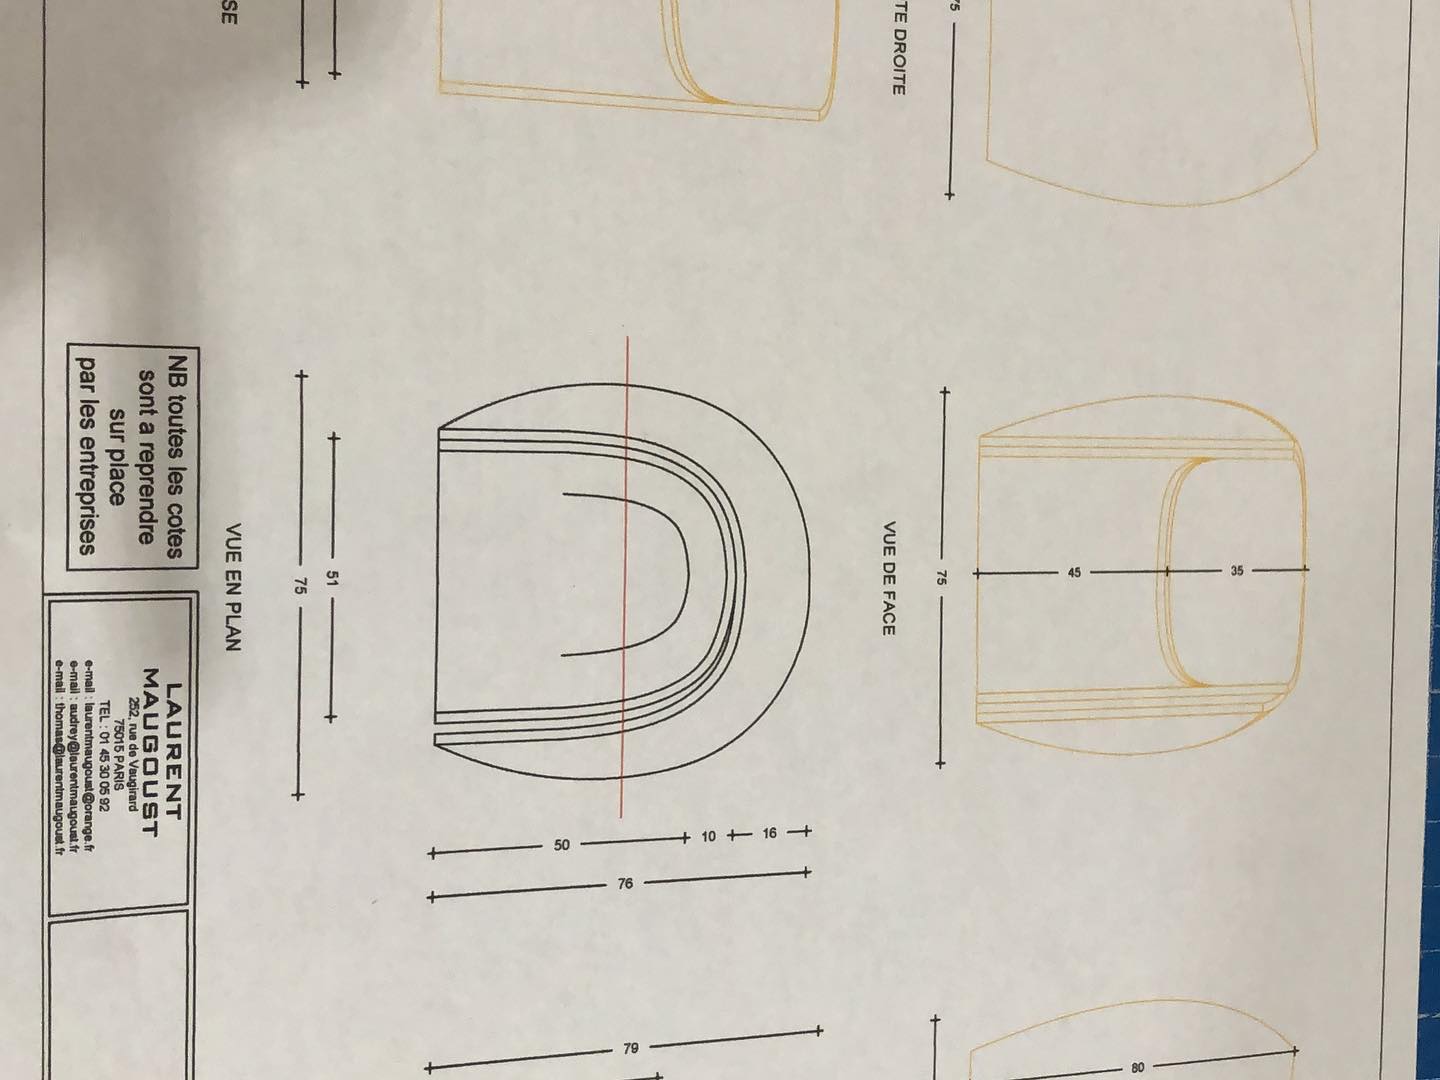 TE DROITE
75
VUE DE FACE
75
45
35
80
79
50
10
16
76
VUE EN PLAN
51
75
SE
NB toutes les cotes
sont a reprendre
sur place
par les entreprises
LAURENT
MAUGOUST
252, rue de Vaugirard
75015 PARIS
TEL : 01 45 30 05 92
e-mail : laurentmaugoust@orange.fr
e-mail : audrey@laurentmaugoust.fr
e-mail : thomas@laurentmaugoust.fr